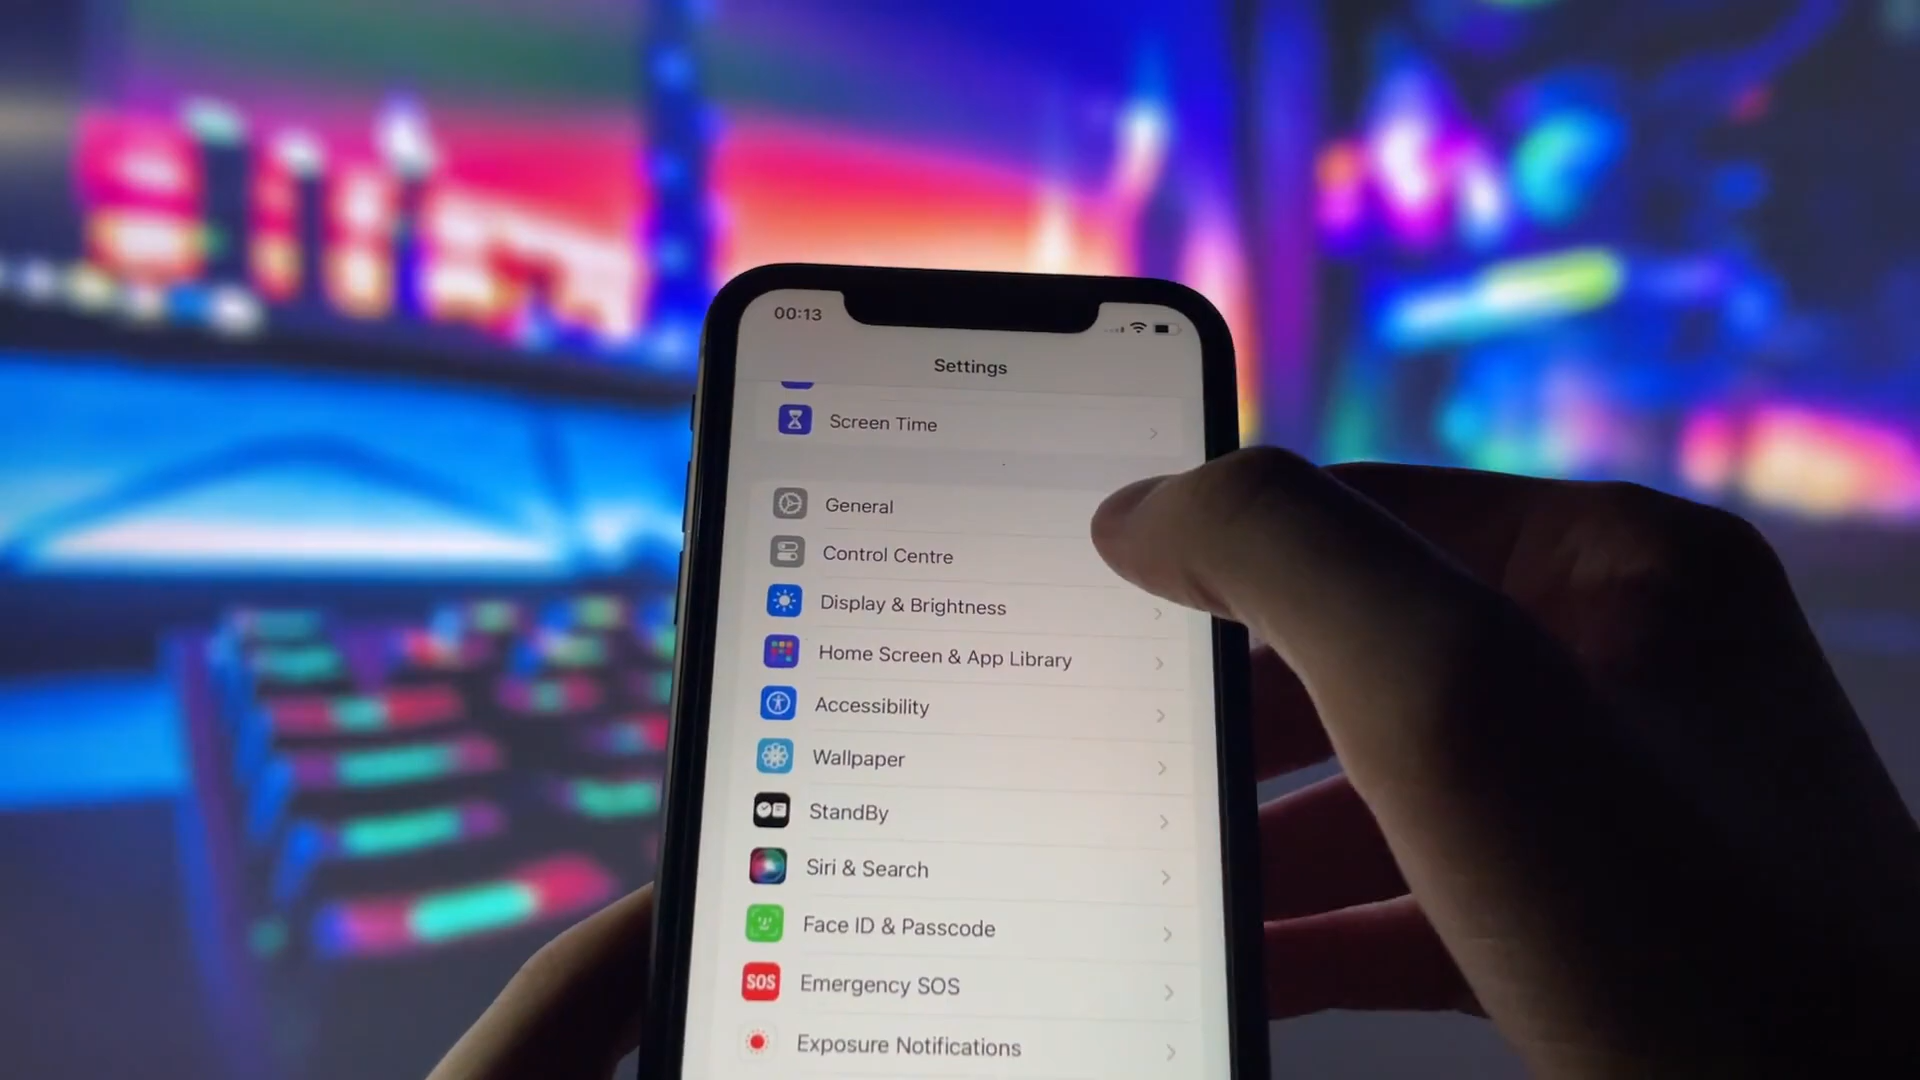 00:13
Settings
Screen Time
General
Control Centre
Display & Brightness
Home Screen & App Library
Accessibility
Wallpaper
StandBy
Siri & Search
Face ID & Passcode
SOS Emergency SOS
Exposure Notifications